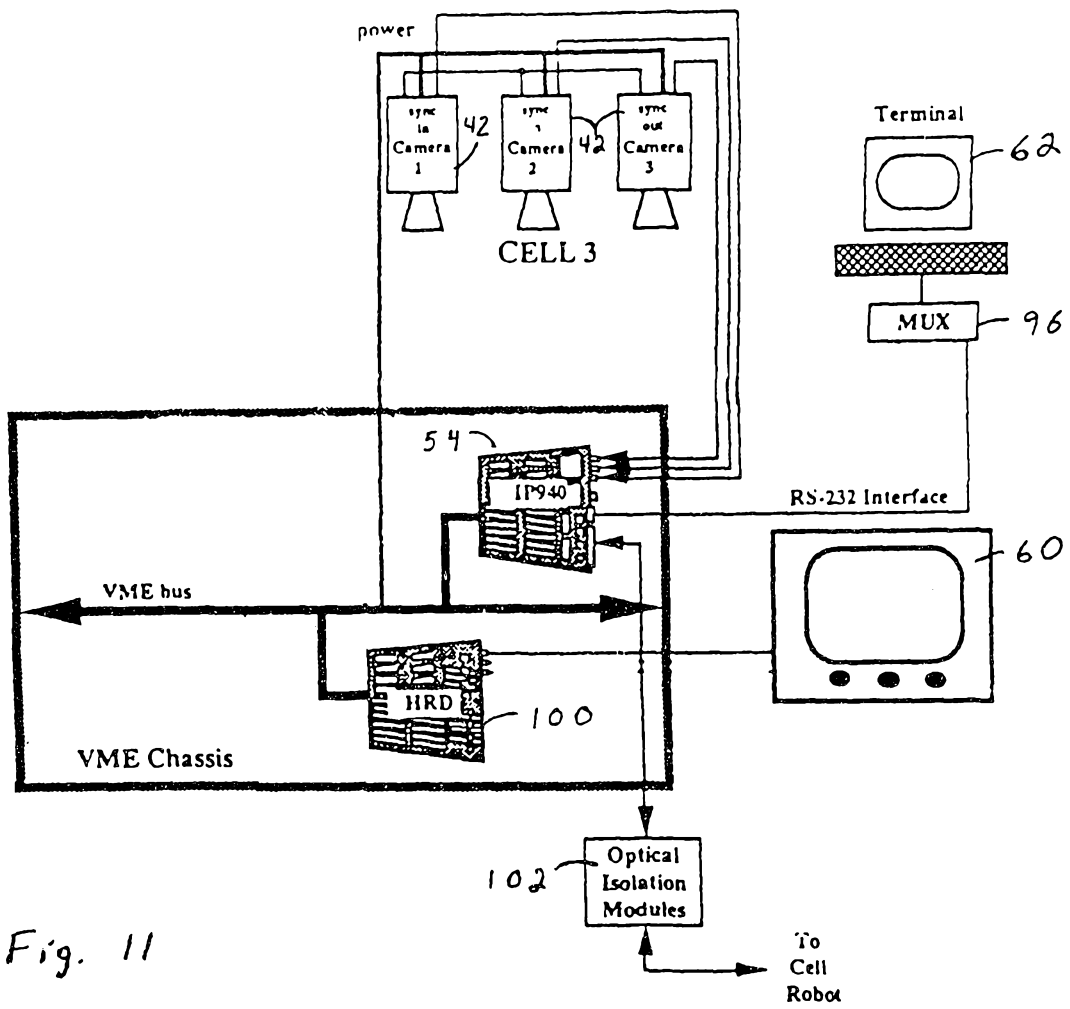 power
sync in Camera 1
42
sync Camera 2
42
sync out Camera 3
CELL 3
Terminal
62
MUX
96
54
IP940
RS-232 Interface
60
VME bus
HRD
100
VME Chassis
102
Optical Isolation Modules
Fig. 11
To Cell Robot